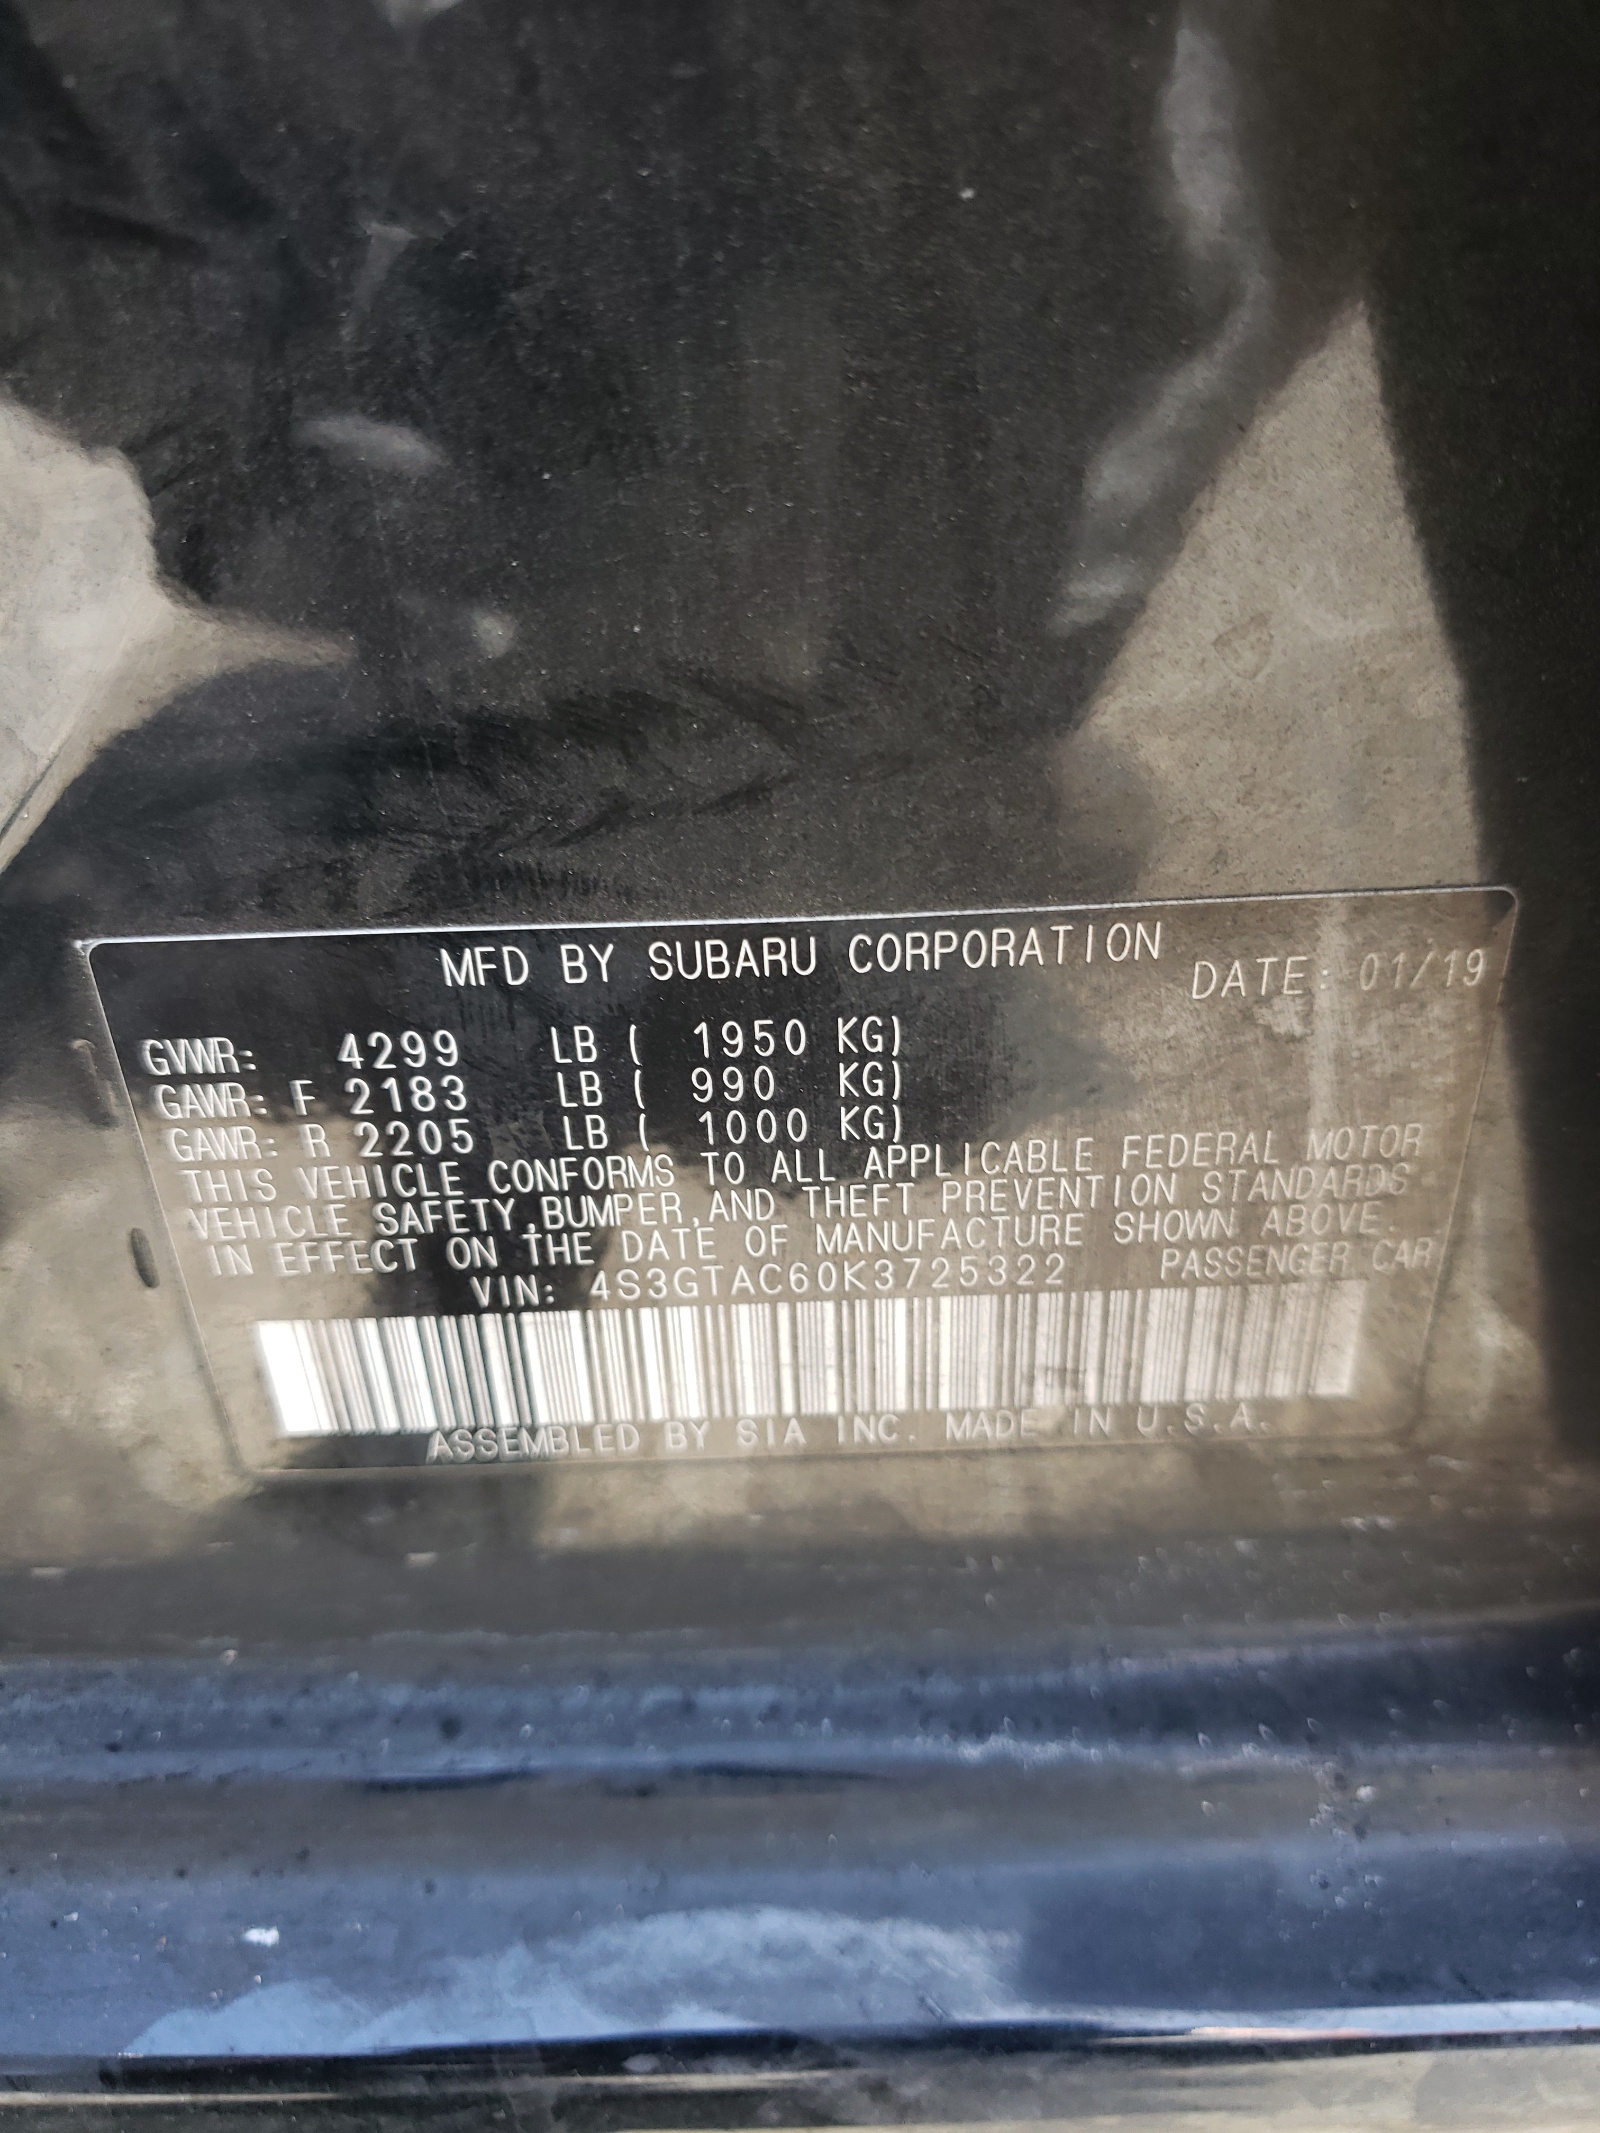 MFD BY SUBARU CORPORATION DATE: 01/19
GVWR: 4299 LB ( 1950 KG)
GAWR: F 2183 LB ( 990 KG)
GAWR: R 2205 LB ( 1000 KG)
THIS VEHICLE CONFORMS TO ALL APPLICABLE FEDERAL MOTOR
VEHICLE SAFETY,BUMPER,AND THEFT PREVENTION STANDARDS
IN EFFECT ON THE DATE OF MANUFACTURE SHOWN ABOVE.
VIN: 4S3GTAC60K3725322 PASSENGER CAR
ASSEMBLED BY SIA INC. MADE IN U.S.A.